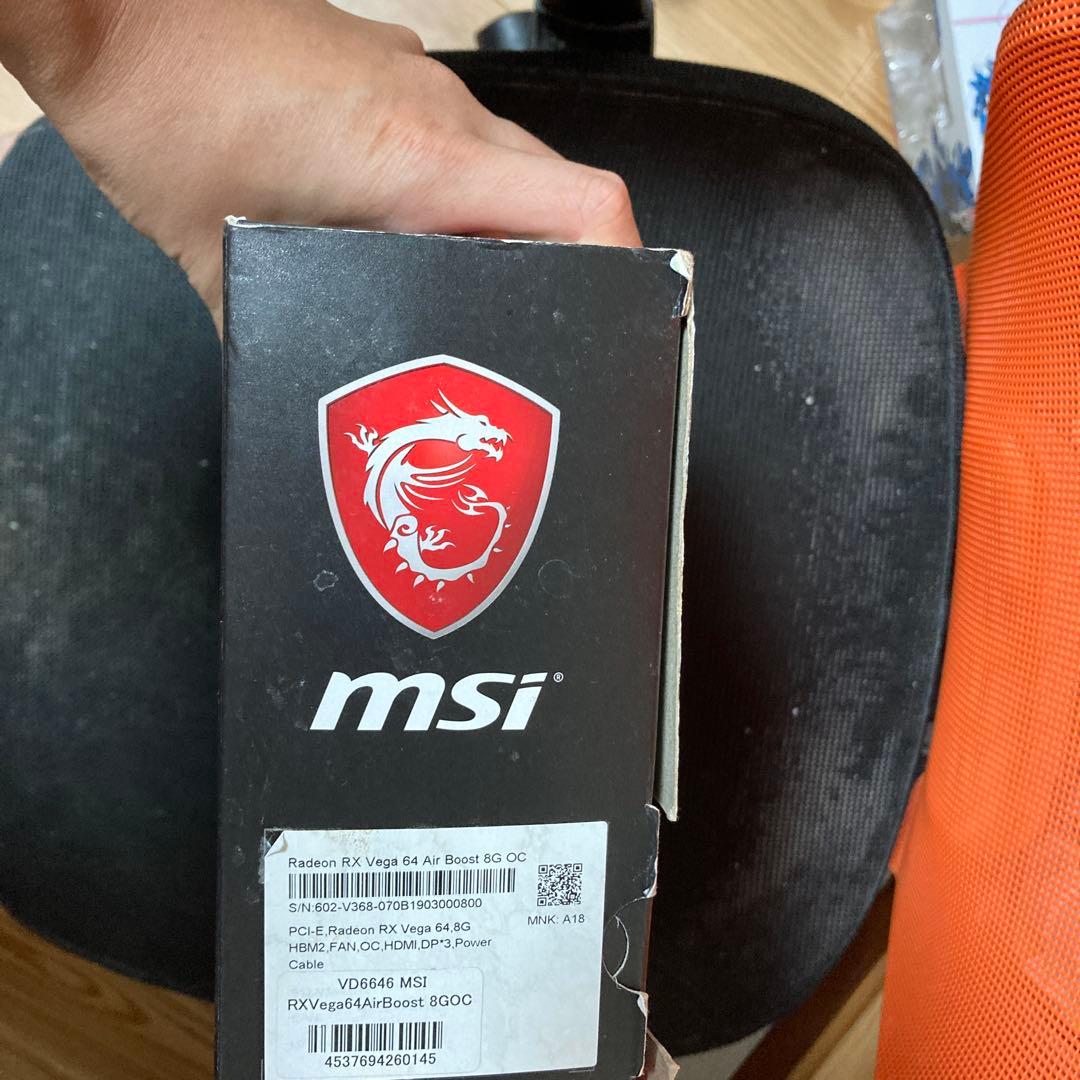 msi®
Radeon RX Vega 64 Air Boost 8G OC
S/N:602-V368-070B1903000800
MNK: A18
PCI-E,Radeon RX Vega 64,8G
HBM2,FAN,OC,HDMI,DP*3,Power
Cable
VD6646 MSI
RXVega64AirBoost 8GOC
4537694260145